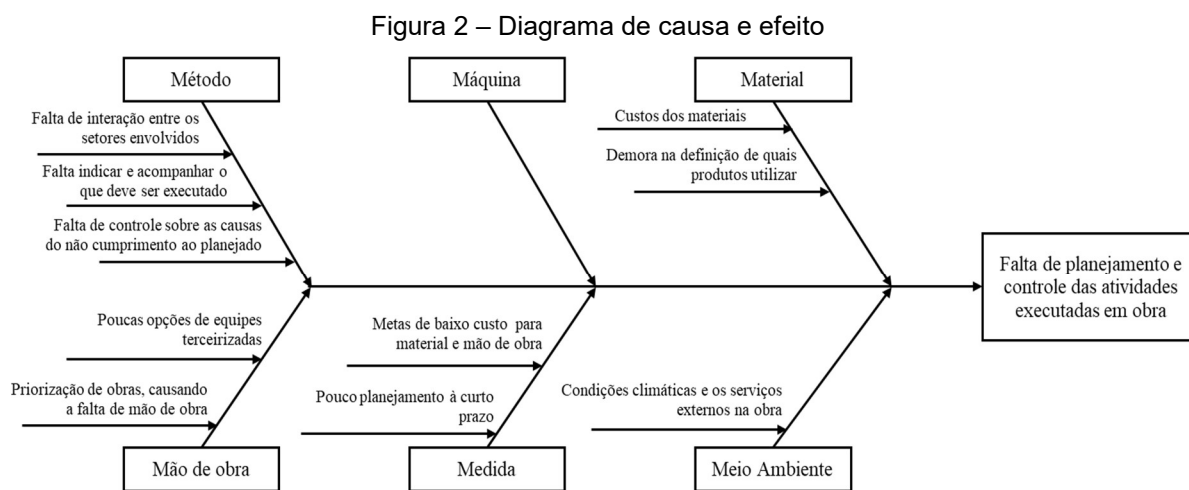 Figura 2 – Diagrama de causa e efeito
Método
Máquina
Material
Falta de interação entre os
setores envolvidos
Falta indicar e acompanhar o
que deve ser executado
Falta de controle sobre as causas
do não cumprimento ao planejado
Custos dos materiais
Demora na definição de quais
produtos utilizar
Falta de planejamento e
controle das atividades
executadas em obra
Poucas opções de equipes
terceirizadas
Priorização de obras, causando
a falta de mão de obra
Metas de baixo custo para
material e mão de obra
Pouco planejamento à curto
prazo
Condições climáticas e os serviços
externos na obra
Mão de obra
Medida
Meio Ambiente